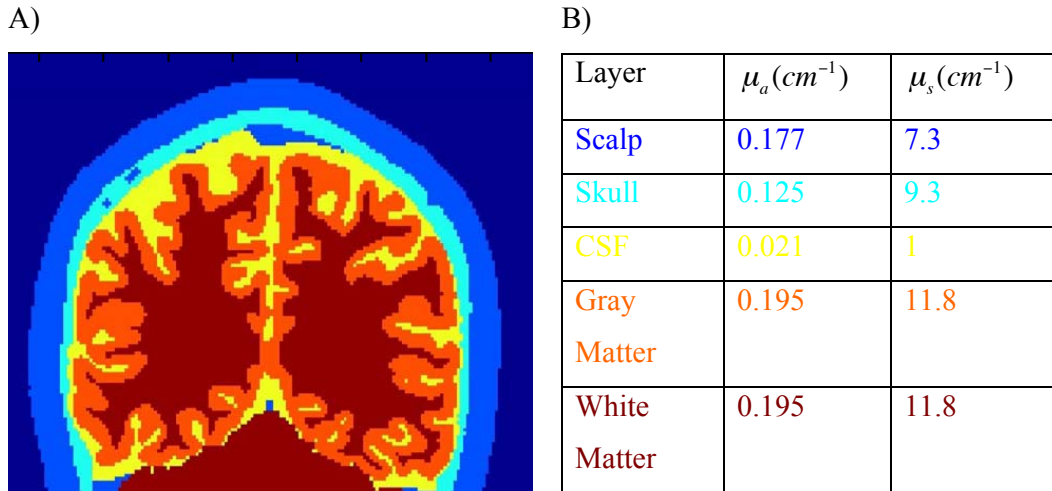 A)
B)
Layer μₐ(cm⁻¹) μₛ(cm⁻¹)
Scalp 0.177 7.3
Skull 0.125 9.3
CSF 0.021 1
Gray 0.195 11.8
Matter
White 0.195 11.8
Matter